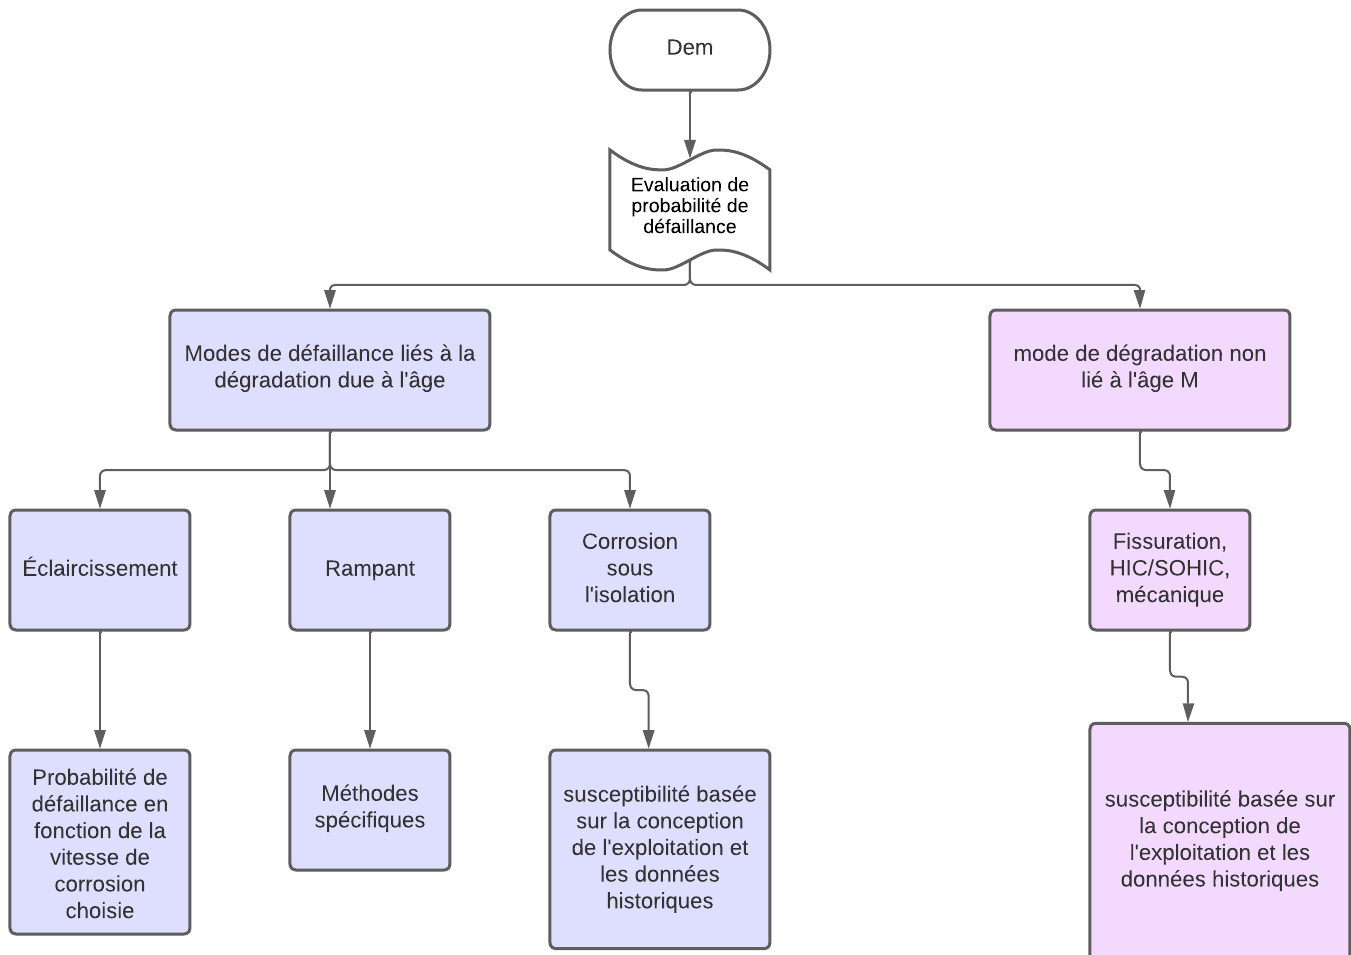 Dem
Evaluation de
probabilité de
défaillance
Modes de défaillance liés à la
dégradation due à l'âge
mode de dégradation non
lié à l'âge M
Éclaircissement
Rampant
Corrosion
sous
l'isolation
Fissuration,
HIC/SOHIC,
mécanique
Probabilité de
défaillance en
fonction de la
vitesse de
corrosion
choisie
Méthodes
spécifiques
susceptibilité basée
sur la conception
de l'exploitation et
les données
historiques
susceptibilité basée sur
la conception de
l'exploitation et les
données historiques